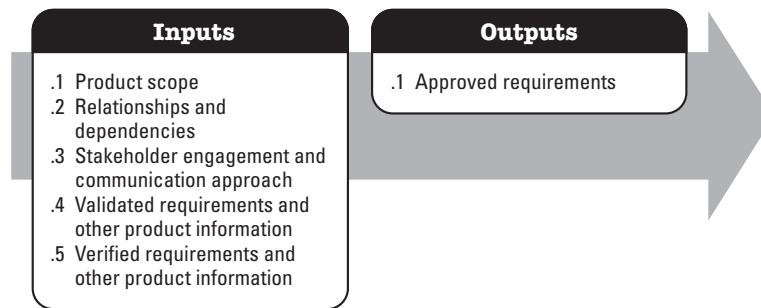 Inputs
.1 Product scope
.2 Relationships and
dependencies
.3 Stakeholder engagement and
communication approach
.4 Validated requirements and
other product information
.5 Verified requirements and
other product information
Outputs
.1 Approved requirements